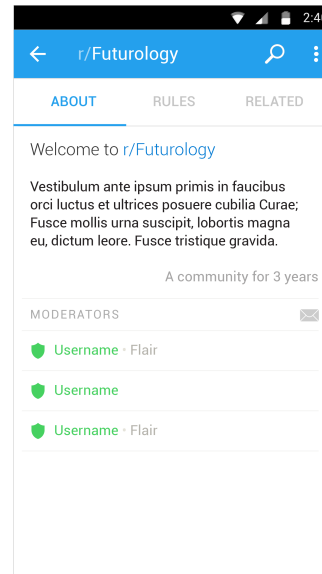 2:4
r/Futurology
ABOUT RULES RELATED
Welcome to r/Futurology
Vestibulum ante ipsum primis in faucibus
orci luctus et ultrices posuere cubilia Curae;
Fusce mollis urna suscipit, lobortis magna
eu, dictum leore. Fusce tristique gravida.
A community for 3 years
MODERATORS
Username · Flair
Username
Username · Flair